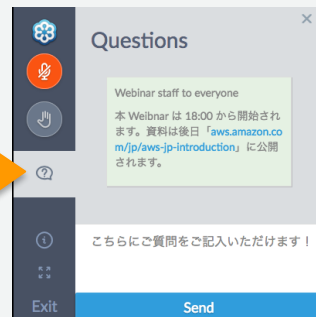 Questions
Webinar staff to everyone
本 Weibnar は 18:00 から開始され
ます。資料は後日「aws.amazon.co
m/jp/aws-jp-introduction」に公開
されます。
こちらにご質問をご記入いただけます！
Exit
Send